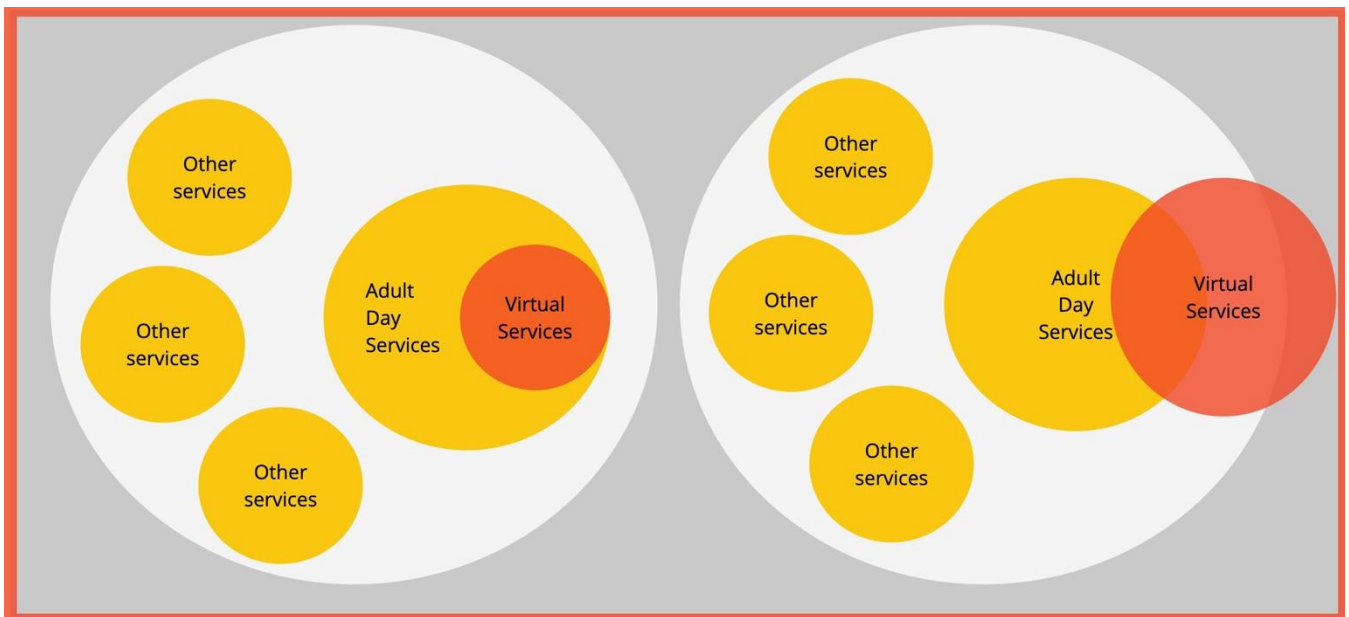 Other
services
Other
services
Other
services
Adult
Day
Services
Virtual
Services
Other
services
Other
services
Other
services
Adult
Day
Services
Virtual
Services